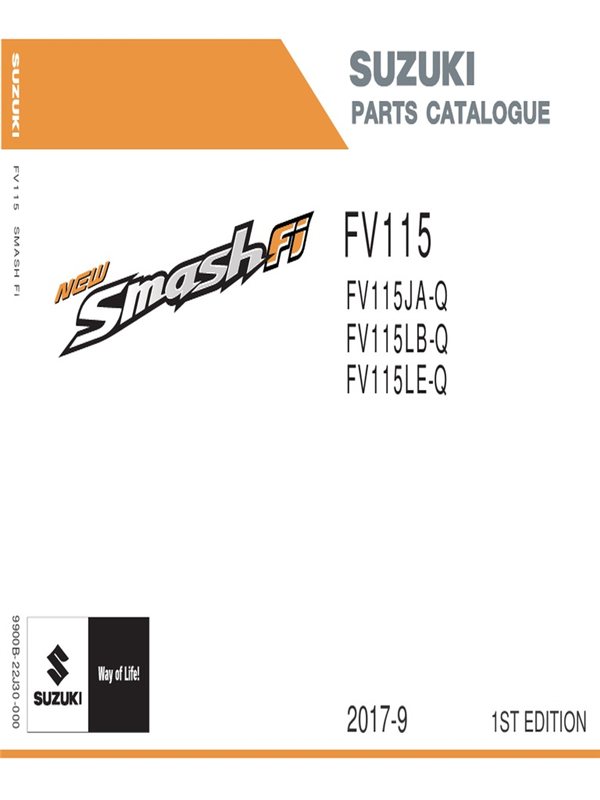 SUZUKI
FV115 SMASH Fi
9900B-22J30-000
SUZUKI
PARTS CATALOGUE
NEW
Smash Fi
FV115
FV115JA-Q
FV115LB-Q
FV115LE-Q
SUZUKI
Way of Life!
2017-9
1ST EDITION